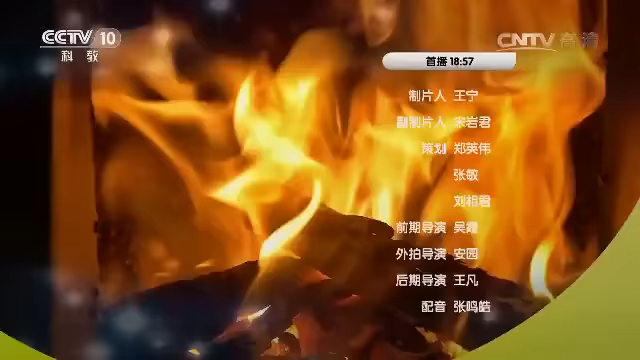 CCTV 10
科教
CNTV 高清
首播 18:57
制片人 王宁
副制片人 宋岩君
策划 郑英伟
张敏
刘相君
前期导演 吴霞
外拍导演 安园
后期导演 王凡
配音 张鸣皓